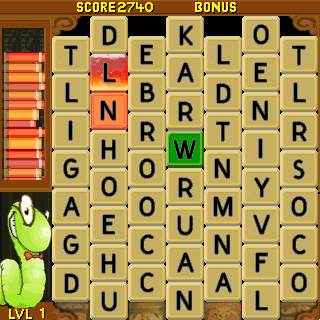 SCORE2740 BONUS
D K O
T E L T
L A E
L B D L
N R N
I R T R
H W I
G O N S
O R Y
A O M O
E U V
G C N C
H A F
D C A O
U N L
LVL 1